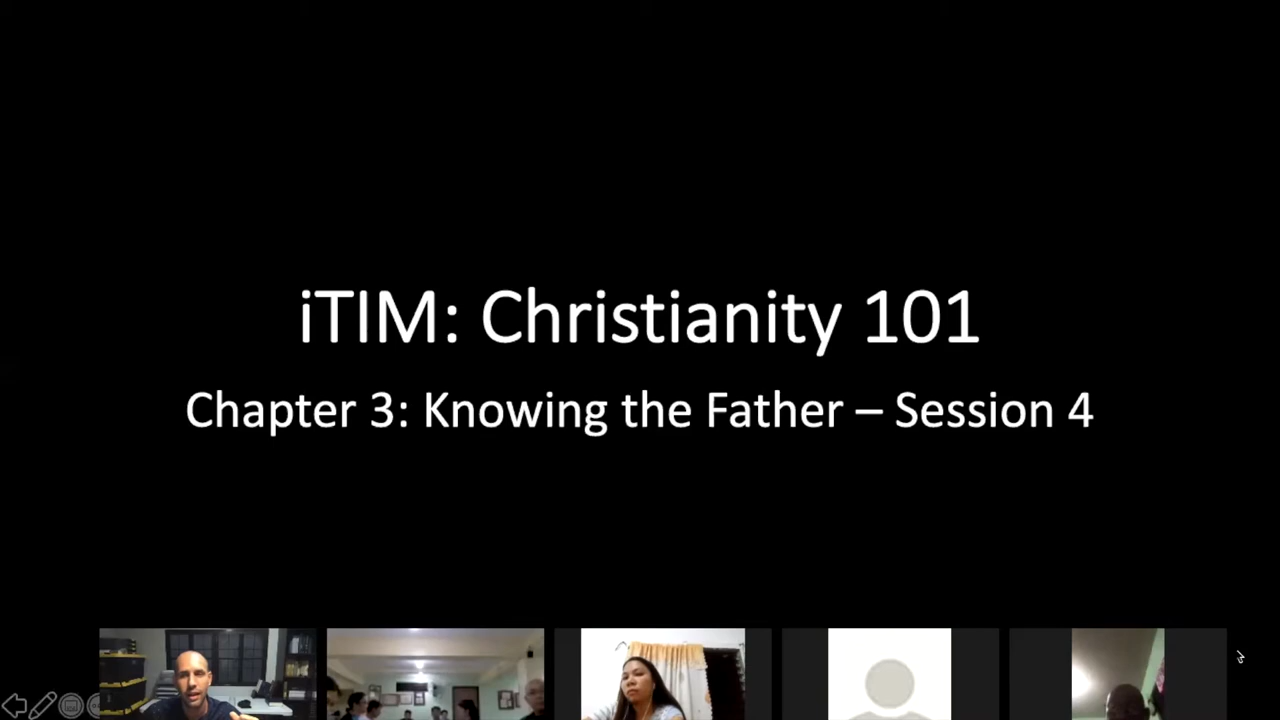 iTIM: Christianity 101
Chapter 3: Knowing the Father – Session 4